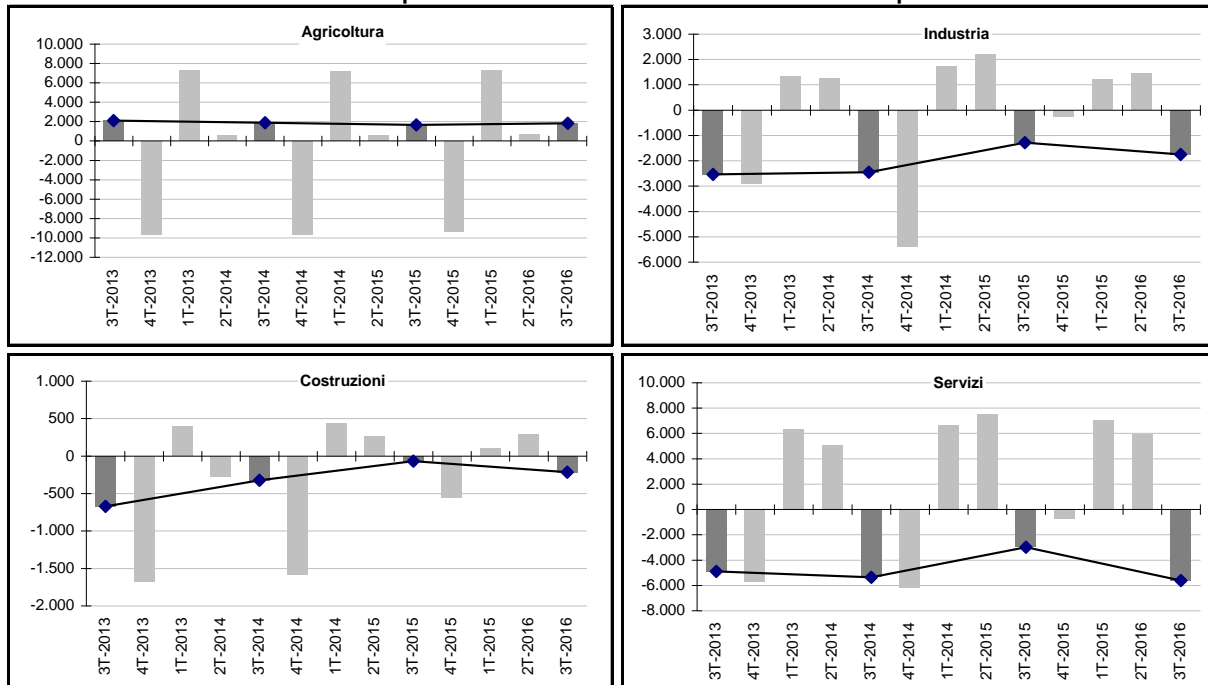 Agricoltura
10.000
8.000
6.000
4.000
2.000
0
-2.000
-4.000
-6.000
-8.000
-10.000
-12.000
3T-2013
4T-2013
1T-2013
2T-2014
3T-2014
4T-2014
1T-2014
2T-2015
3T-2015
4T-2015
1T-2015
2T-2016
3T-2016
Industria
3.000
2.000
1.000
0
-1.000
-2.000
-3.000
-4.000
-5.000
-6.000
3T-2013
4T-2013
1T-2013
2T-2014
3T-2014
4T-2014
1T-2014
2T-2015
3T-2015
4T-2015
1T-2015
2T-2016
3T-2016
Costruzioni
1.000
500
0
-500
-1.000
-1.500
-2.000
3T-2013
4T-2013
1T-2013
2T-2014
3T-2014
4T-2014
1T-2014
2T-2015
3T-2015
4T-2015
1T-2015
2T-2016
3T-2016
Servizi
10.000
8.000
6.000
4.000
2.000
0
-2.000
-4.000
-6.000
-8.000
3T-2013
4T-2013
1T-2013
2T-2014
3T-2014
4T-2014
1T-2014
2T-2015
3T-2015
4T-2015
1T-2015
2T-2016
3T-2016